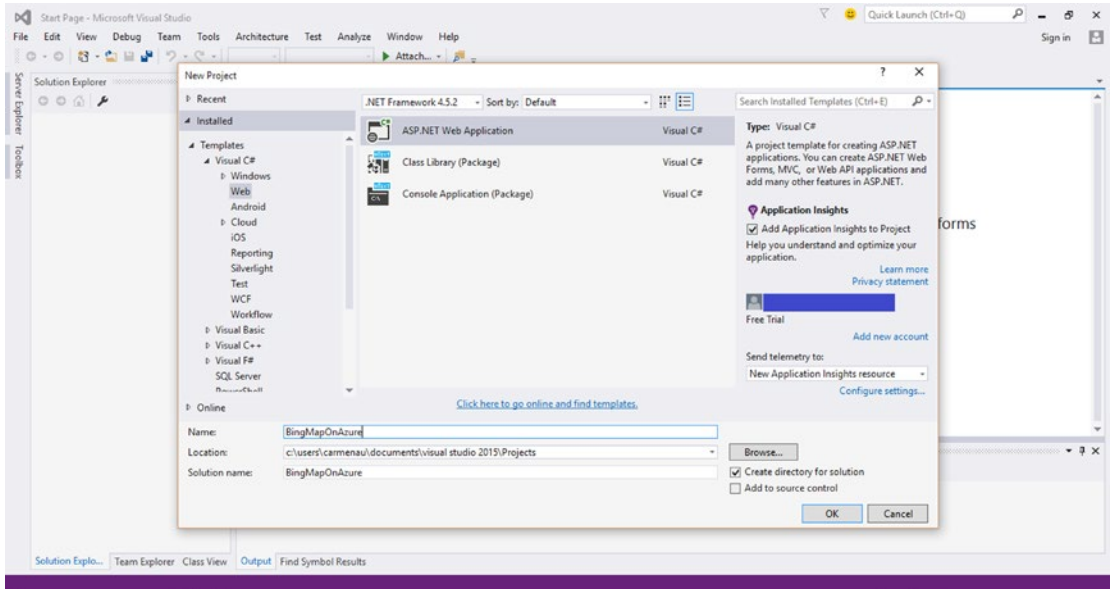 Start Page - Microsoft Visual Studio
Quick Launch (Ctrl+Q)
File Edit View Debug Team Tools Architecture Test Analyze Window Help
Sign in
Attach...
Server Explorer
Toolbox
Solution Explorer
New Project
Recent
Installed
Templates
Visual C#
Windows
Web
Android
Cloud
iOS
Reporting
Silverlight
Test
WCF
Workflow
Visual Basic
Visual C++
Visual F#
SQL Server
PowerShell
Online
.NET Framework 4.5.2 Sort by: Default
ASP.NET Web Application Visual C#
Class Library (Package) Visual C#
Console Application (Package) Visual C#
Click here to go online and find templates.
Search Installed Templates (Ctrl+E)
Type: Visual C#
A project template for creating ASP.NET
applications. You can create ASP.NET Web
Forms, MVC, or Web API applications and
add many other features in ASP.NET.
Application Insights
Add Application Insights to Project
Help you understand and optimize your
application.
Learn more
Privacy statement
Free Trial
Add new account
Send telemetry to:
New Application Insights resource
Configure settings...
forms
Name: BingMapOnAzure
Location: c:\users\carmenau\documents\visual studio 2015\Projects
Browse...
Solution name: BingMapOnAzure
Create directory for solution
Add to source control
OK Cancel
Solution Explo... Team Explorer Class View Output Find Symbol Results